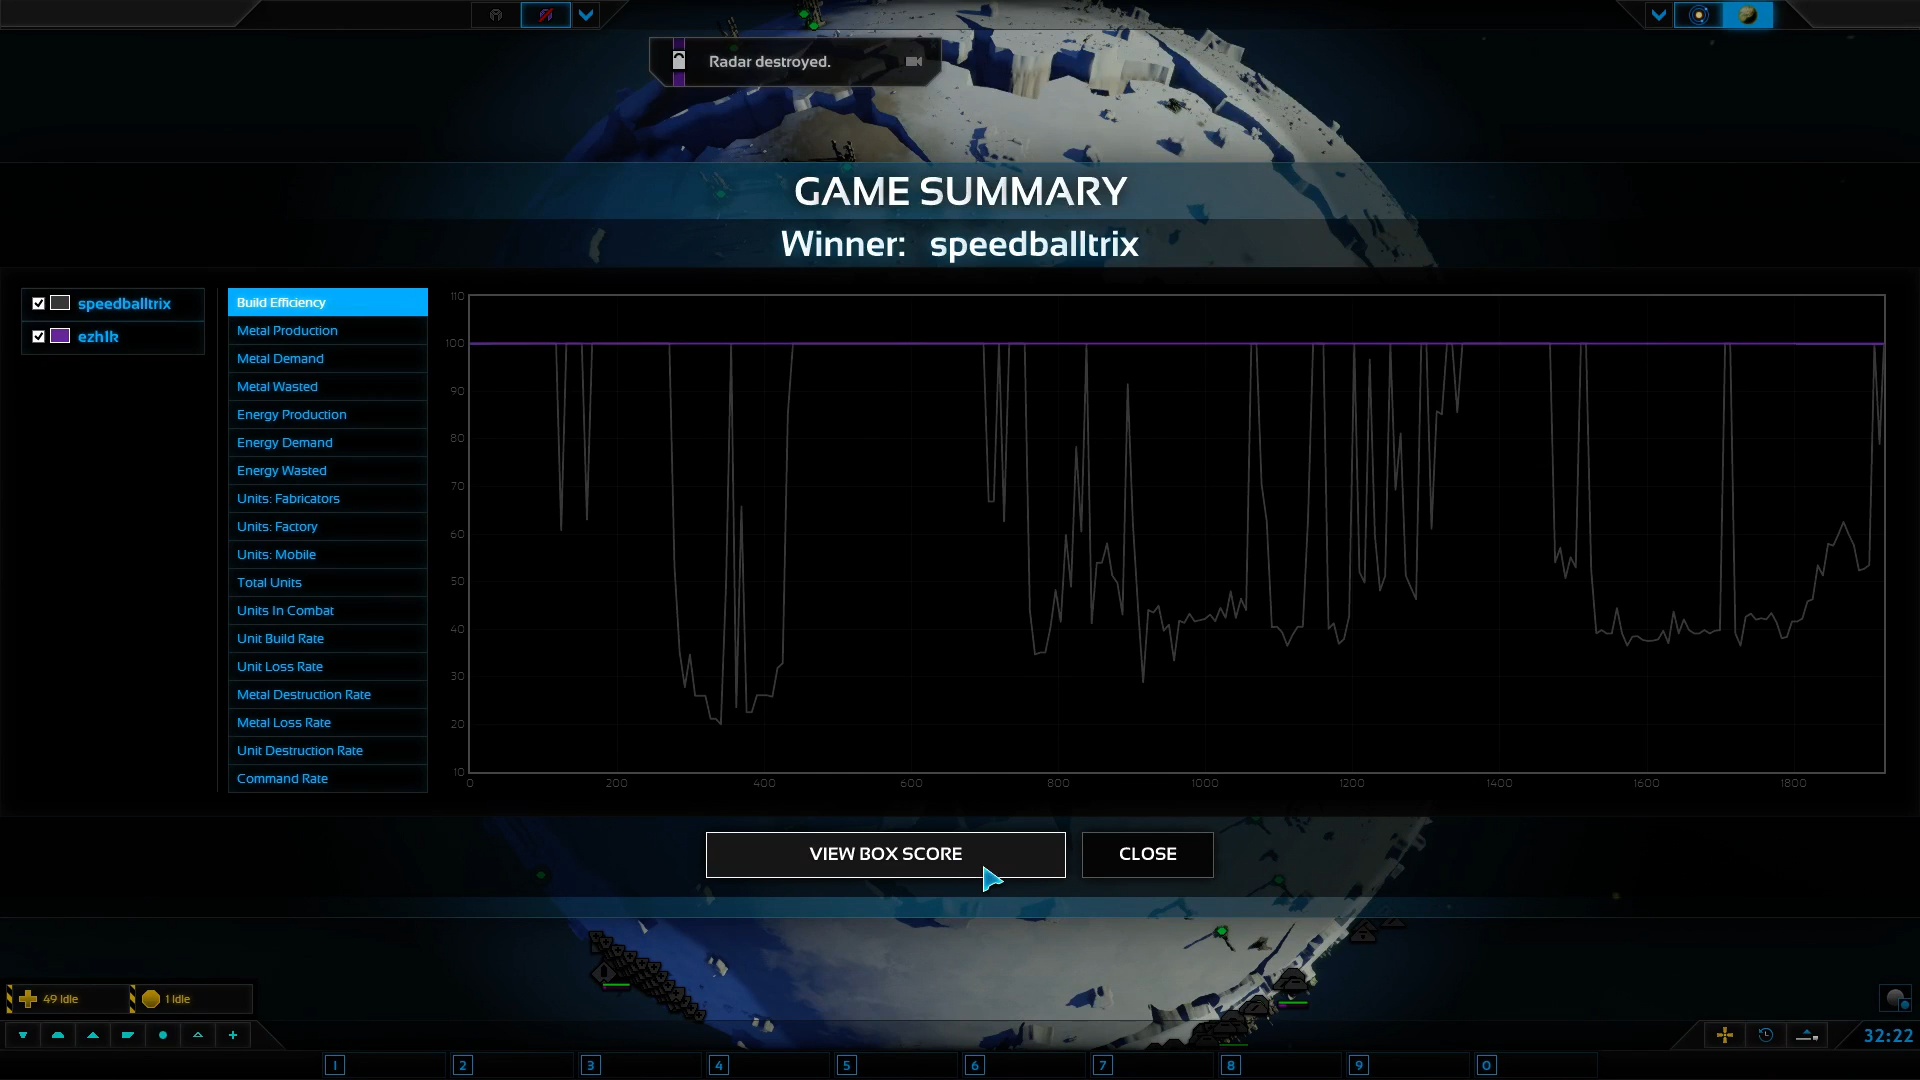 Radar destroyed.
GAME SUMMARY
Winner: speedballtrix
speedballtrix
ezhlk
Build Efficiency
Metal Production
Metal Demand
Metal Wasted
Energy Production
Energy Demand
Energy Wasted
Units: Fabricators
Units: Factory
Units: Mobile
Total Units
Units In Combat
Unit Build Rate
Unit Loss Rate
Metal Destruction Rate
Metal Loss Rate
Unit Destruction Rate
Command Rate
110
100
90
80
70
60
50
40
30
20
10
0 200 400 600 800 1000 1200 1400 1600 1800
VIEW BOX SCORE
CLOSE
49 Idle
1 Idle
32:22
1 2 3 4 5 6 7 8 9 0